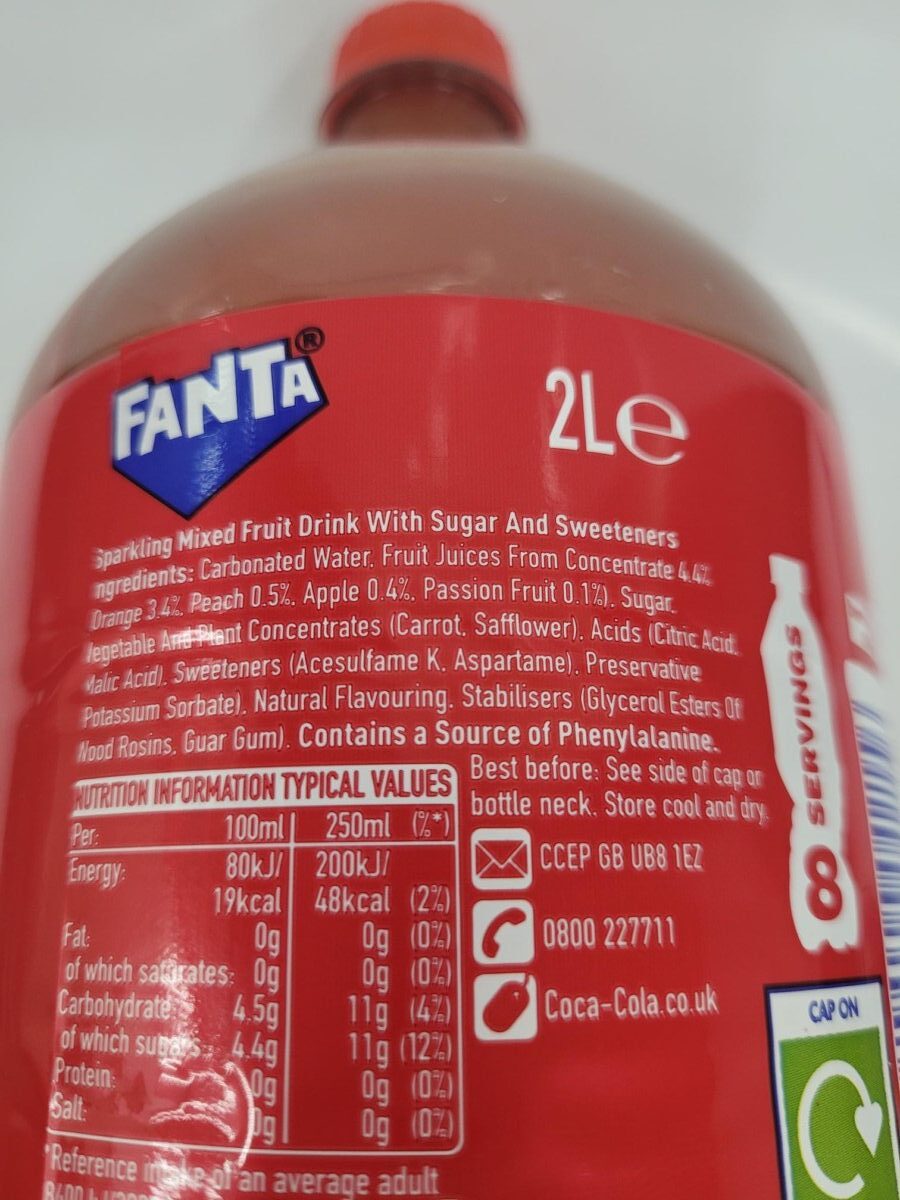 FANTA®
2L℮
Sparkling Mixed Fruit Drink With Sugar And Sweeteners
ngredients: Carbonated Water, Fruit Juices From Concentrate 4.4%
(Orange 3.4%, Peach 0.5%, Apple 0.4%, Passion Fruit 0.1%), Sugar,
Vegetable And Plant Concentrates (Carrot, Safflower), Acids (Citric Acid,
Malic Acid), Sweeteners (Acesulfame K, Aspartame), Preservative
Potassium Sorbate), Natural Flavouring, Stabilisers (Glycerol Esters Of
Wood Rosins, Guar Gum). Contains a Source of Phenylalanine.
NUTRITION INFORMATION TYPICAL VALUES
Per: 100ml 250ml (%*)
Energy: 80kJ/ 200kJ/
19kcal 48kcal (2%)
Fat: 0g 0g (0%)
of which saturates: 0g 0g (0%)
Carbohydrate: 4.5g 11g (4%)
of which sugars: 4.4g 11g (12%)
Protein: 0g 0g (0%)
Salt: 0g 0g (0%)
*Reference intake of an average adult
Best before: See side of cap or
bottle neck. Store cool and dry.
CCEP GB UB8 1EZ
0800 227711
Coca-Cola.co.uk
8 SERVINGS
CAP ON